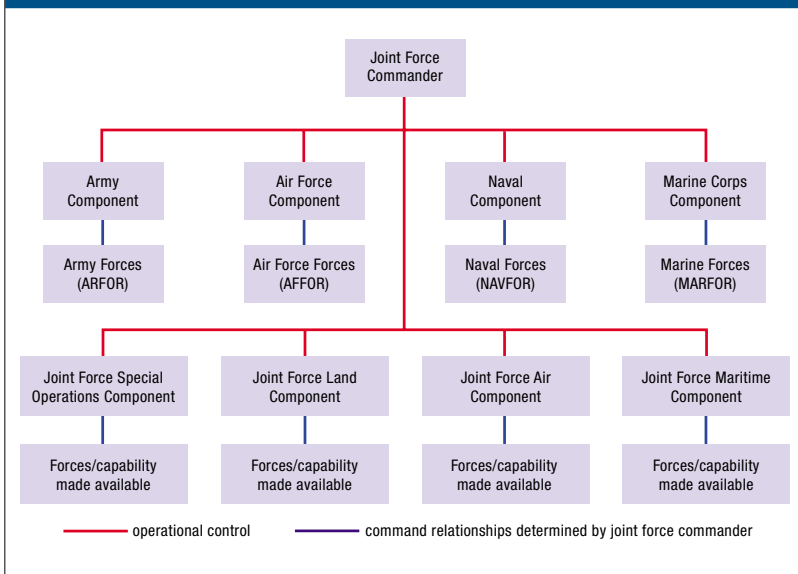 Joint Force
Commander
Army
Component
Air Force
Component
Naval
Component
Marine Corps
Component
Army Forces
(ARFOR)
Air Force Forces
(AFFOR)
Naval Forces
(NAVFOR)
Marine Forces
(MARFOR)
Joint Force Special
Operations Component
Joint Force Land
Component
Joint Force Air
Component
Joint Force Maritime
Component
Forces/capability
made available
Forces/capability
made available
Forces/capability
made available
Forces/capability
made available
operational control
command relationships determined by joint force commander